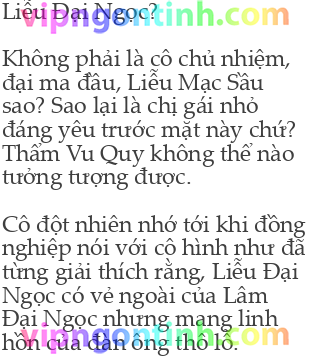 Liễu Đại Ngọc?
vipngontinh.com
Không phải là cô chủ nhiệm,
đại ma đầu, Liễu Mạc Sầu
sao? Sao lại là chị gái nhỏ
đáng yêu trước mặt này chứ?
Thẩm Vu Quy không thể nào
tưởng tượng được.
Cô đột nhiên nhớ tới khi đồng
nghiệp nói với cô hình như đã
từng giải thích rằng, Liễu Đại
Ngọc có vẻ ngoài của Lâm
Đại Ngọc nhưng mang linh
hồn của đàn ông thô lỗ.
vipngontinh.com